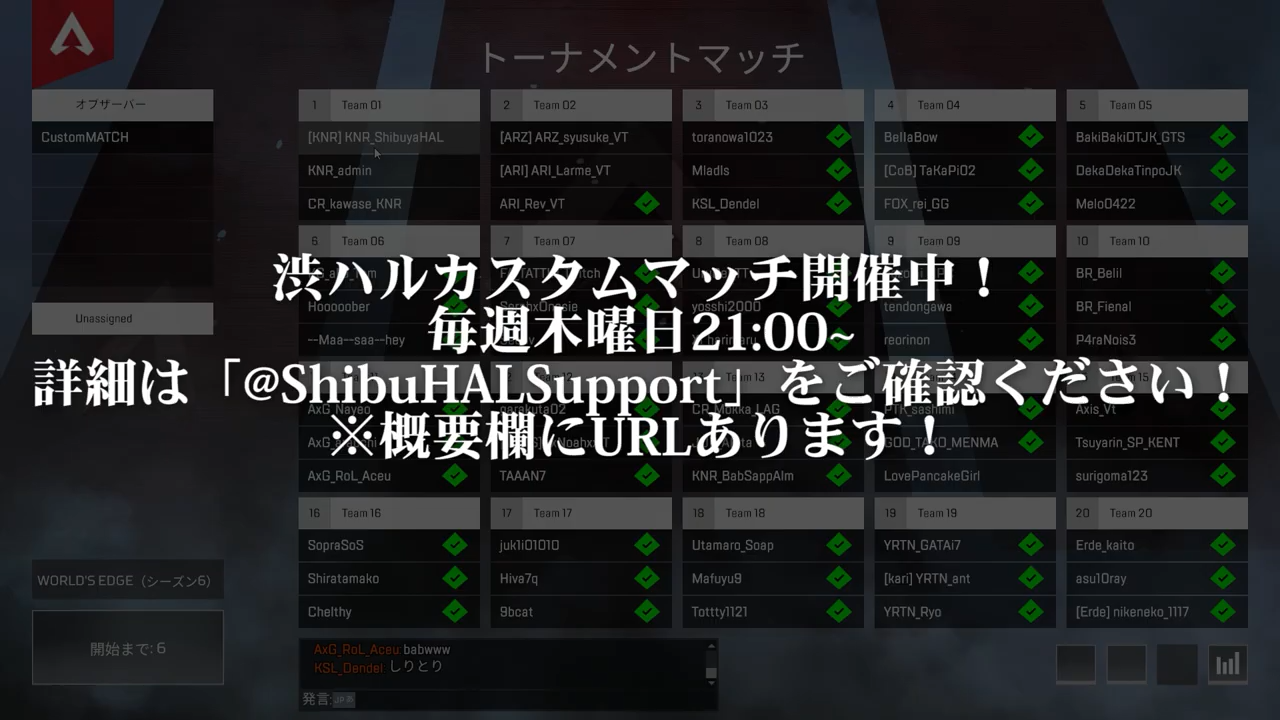 トーナメントマッチ
オブザーバー
CustomMATCH
Unassigned
1 Team 01
[KNR] KNR_ShibuyaHAL
KNR_admin
CR_kawase_KNR
2 Team 02
[ARZ] ARZ_syusuke_VT
[ARI] ARI_Larme_VT
ARI_Rev_VT
3 Team 03
toranowa1023
Mladls
KSL_Dendel
4 Team 04
BellaBow
[CoB] TaKaPi02
FOX_rei_GG
5 Team 05
BakiBakiDTJK_GTS
DekaDekaTinpoJK
Melo0422
6 Team 06
Hooooober
--Maa--saa--hey
7 Team 07
8 Team 08
yosshi2000
9 Team 09
tendongawa
reorinon
10 Team 10
BR_Belil
BR_Fienal
P4raNois3
渋ハルカスタムマッチ開催中！
毎週木曜日21:00~
詳細は「@ShibuHALSupport」をご確認ください！
※概要欄にURLあります！
AxG_Nayeo
AxG_RoL_Aceu
garakuta02
TAAAN7
CR_Mokka_LAG
KNR_BabSappAlm
PTK_sashimi
GOD_TAKO_MENMA
LovePancakeGirl
Axis_Vt
Tsuyarin_SP_KENT
surigoma123
16 Team 16
SopraSoS
Shiratamako
Chelthy
17 Team 17
juk1i01010
Hiva7q
9bcat
18 Team 18
Utamaro_Soap
Mafuyu9
Tottty1121
19 Team 19
YRTN_GATAi7
[kari] YRTN_ant
YRTN_Ryo
20 Team 20
Erde_kaito
asu10ray
[Erde] nikeneko_1117
WORLD'S EDGE（シーズン6）
開始まで: 6
AxG_RoL_Aceu: babwww
KSL_Dendel: しりとり
発言: